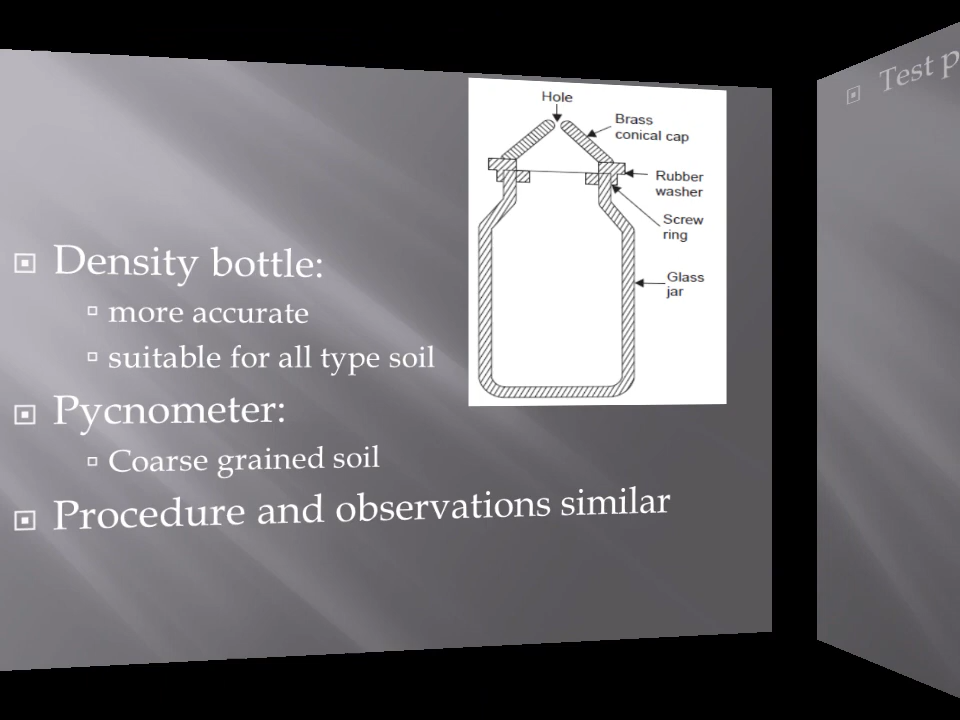 Hole
Brass
conical cap
Rubber
washer
Screw
ring
Glass
jar
Density bottle:
more accurate
suitable for all type soil
Pycnometer:
Coarse grained soil
Procedure and observations similar
Test p